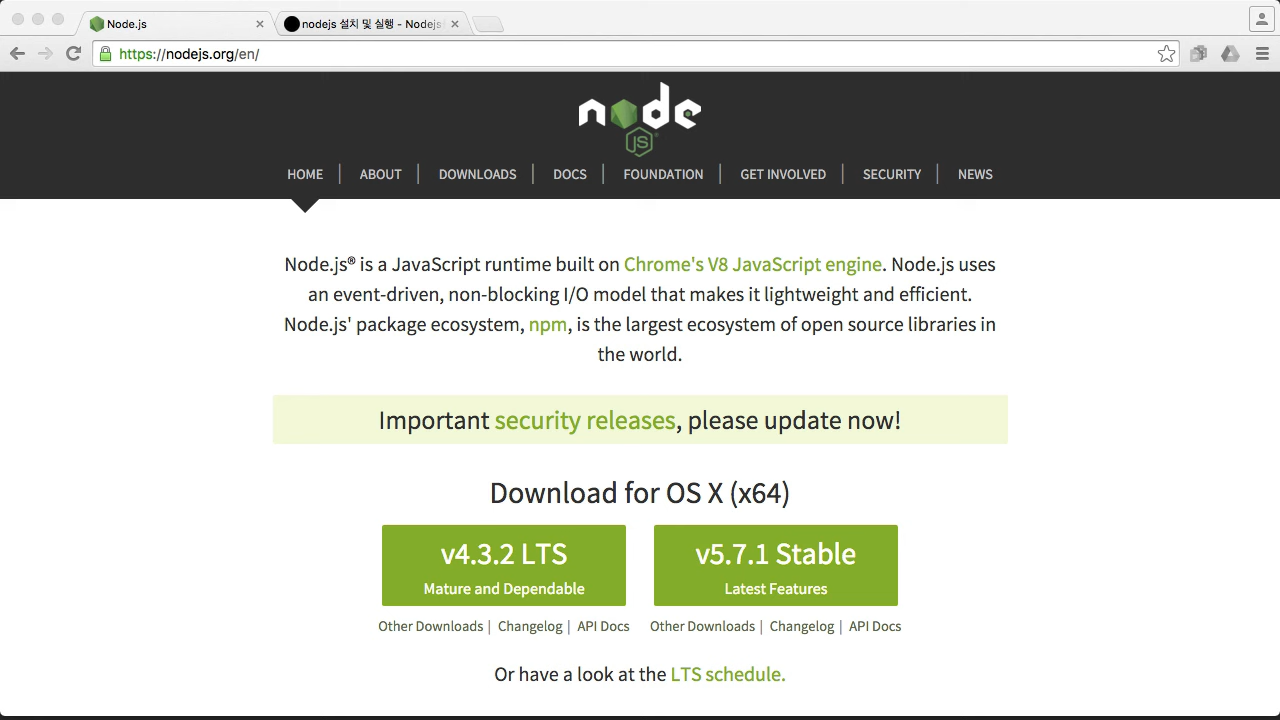 Node.js
nodejs 설치 및 실행 - Nodejs
https://nodejs.org/en/
node
JS
HOME | ABOUT | DOWNLOADS | DOCS | FOUNDATION | GET INVOLVED | SECURITY | NEWS
Node.js® is a JavaScript runtime built on Chrome's V8 JavaScript engine. Node.js uses
an event-driven, non-blocking I/O model that makes it lightweight and efficient.
Node.js' package ecosystem, npm, is the largest ecosystem of open source libraries in
the world.
Important security releases, please update now!
Download for OS X (x64)
v4.3.2 LTS
Mature and Dependable
v5.7.1 Stable
Latest Features
Other Downloads | Changelog | API Docs
Other Downloads | Changelog | API Docs
Or have a look at the LTS schedule.